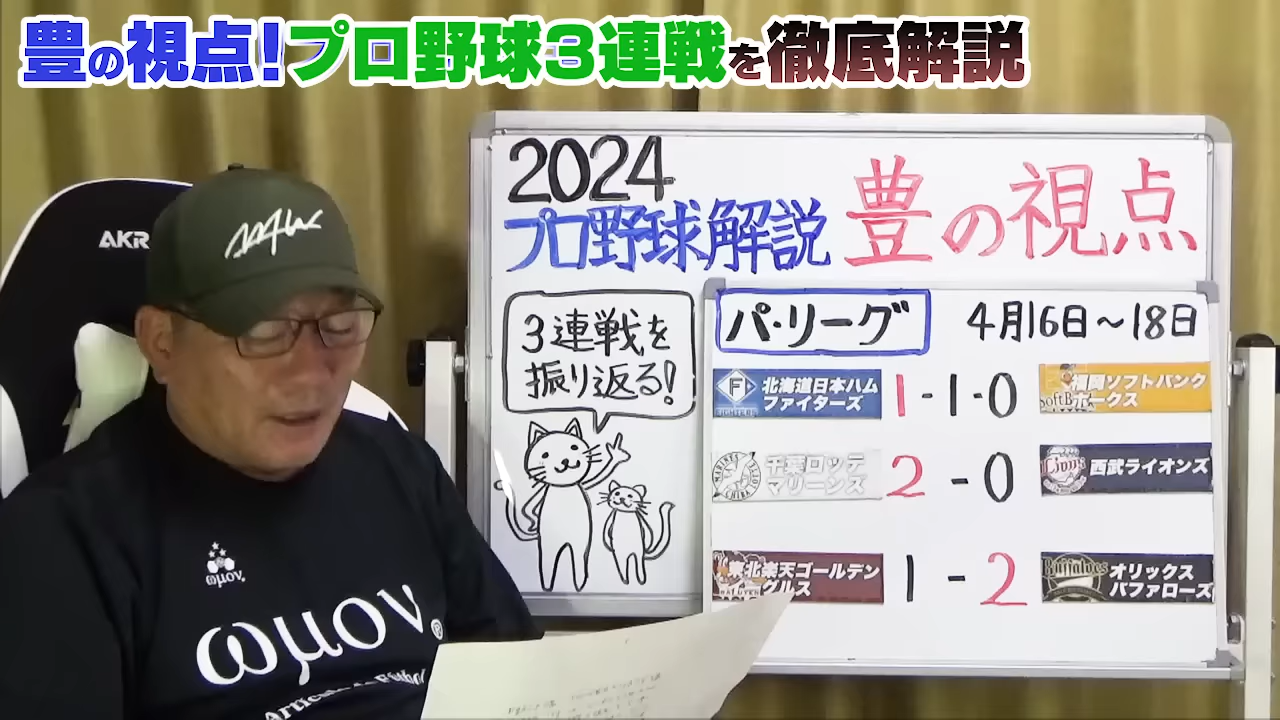 豊の視点!プロ野球3連戦を徹底解説
2024
プロ野球解説 豊の視点
3連戦を
振り返る!
パ・リーグ 4月16日～18日
北海道日本ハム
ファイターズ
1-1-0
福岡ソフトバンク
ホークス
千葉ロッテ
マリーンズ
2-0
西武ライオンズ
東北楽天ゴールデン
1-2
オリックス
バファローズ
Buffaloes
FIGHTERS
AKR
ωμον.
ωμον.®